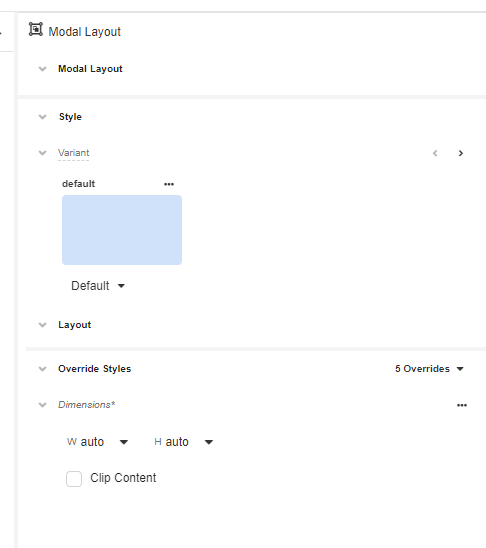 Modal Layout
Modal Layout
Style
Variant
default
Default
Layout
Override Styles 5 Overrides
Dimensions*
W auto H auto
Clip Content